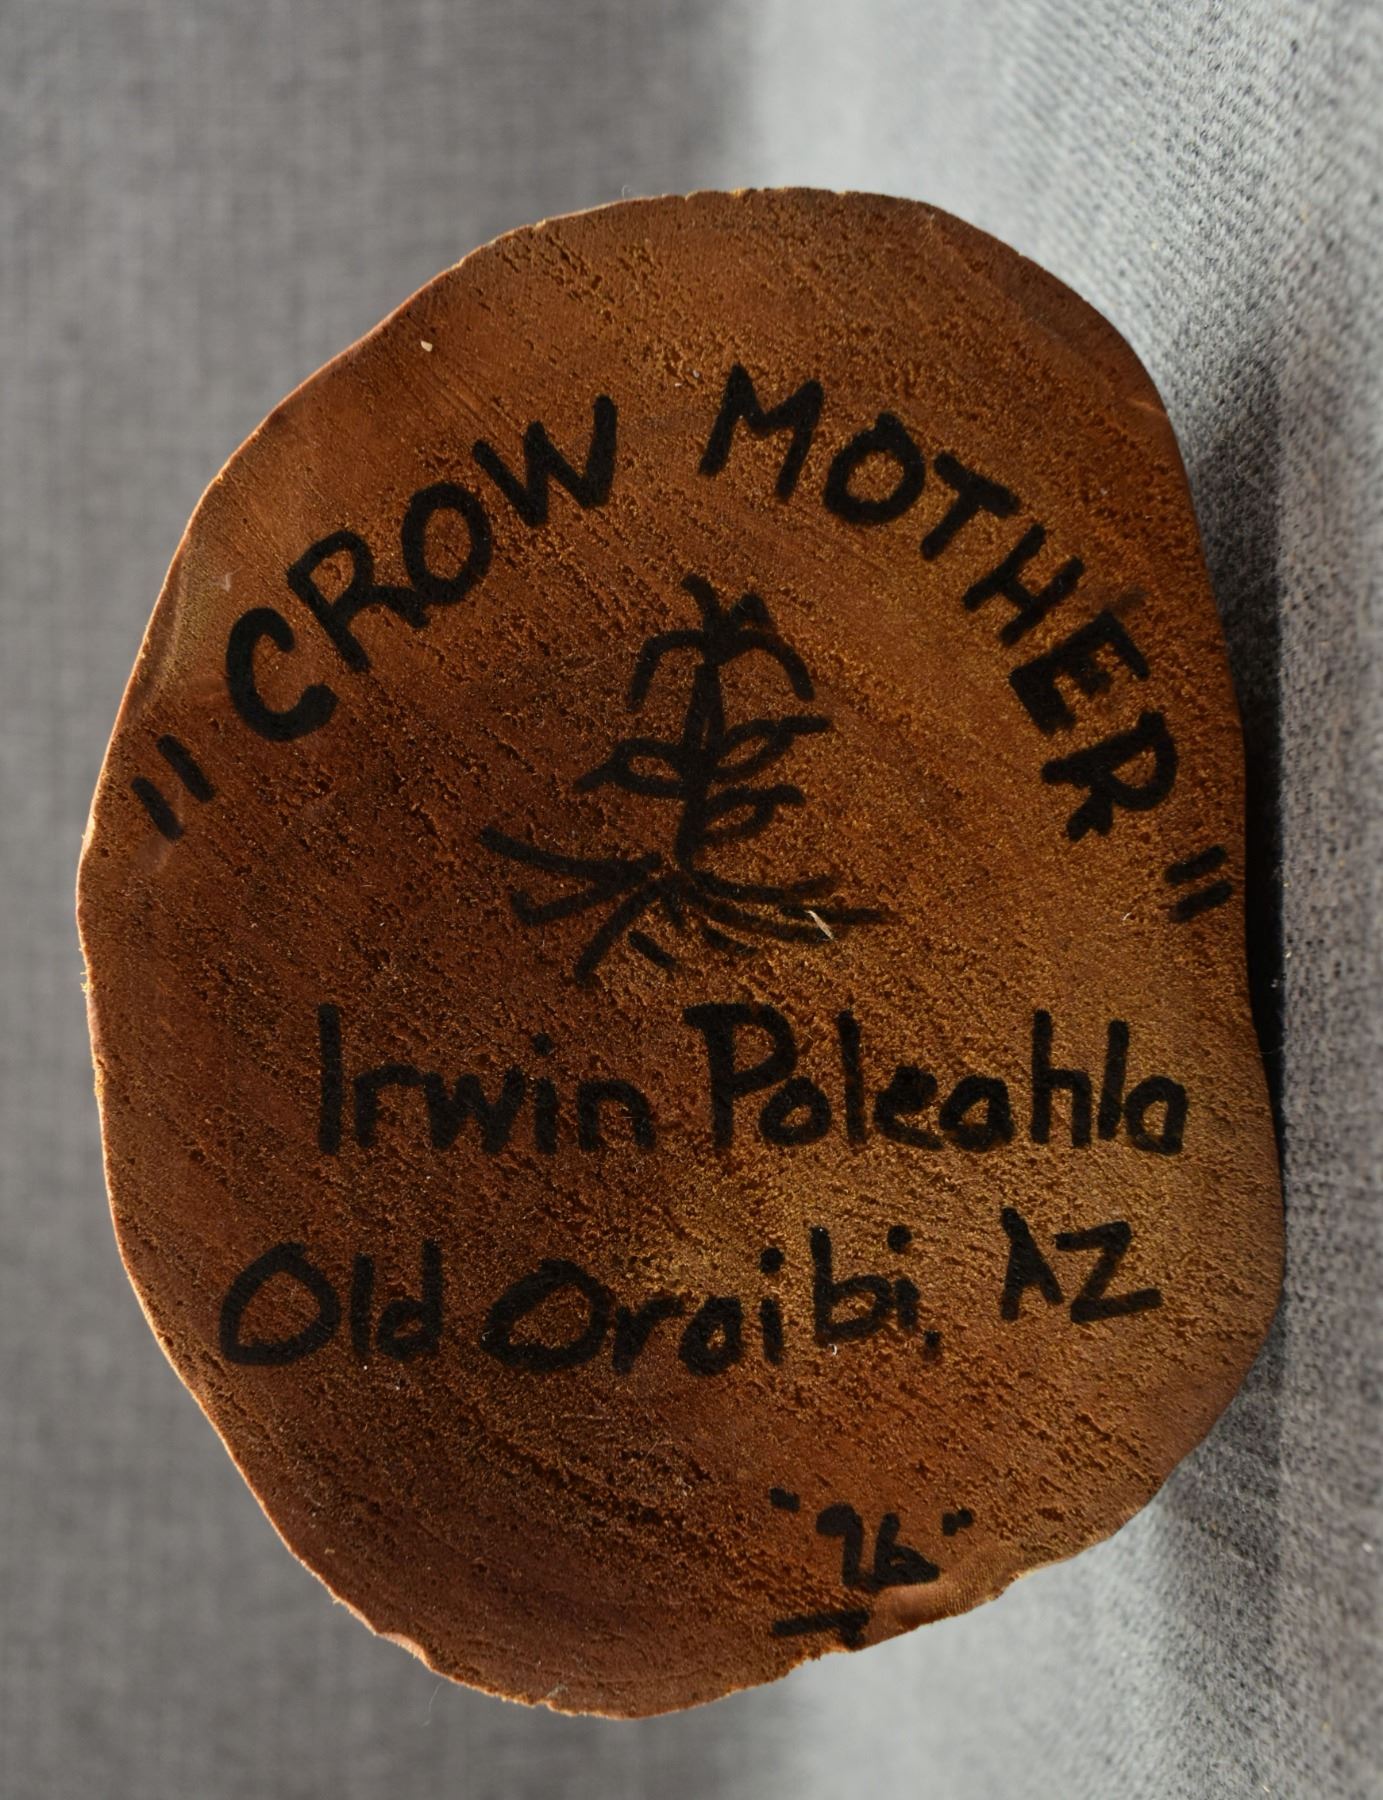 "CROW MOTHER"
Irwin Poleahla
Old Oraibi, AZ
"96"